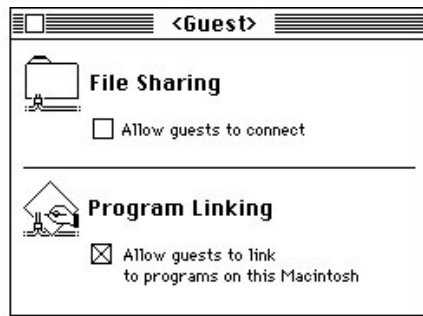 <Guest>
File Sharing
Allow guests to connect
Program Linking
Allow guests to link
to programs on this Macintosh